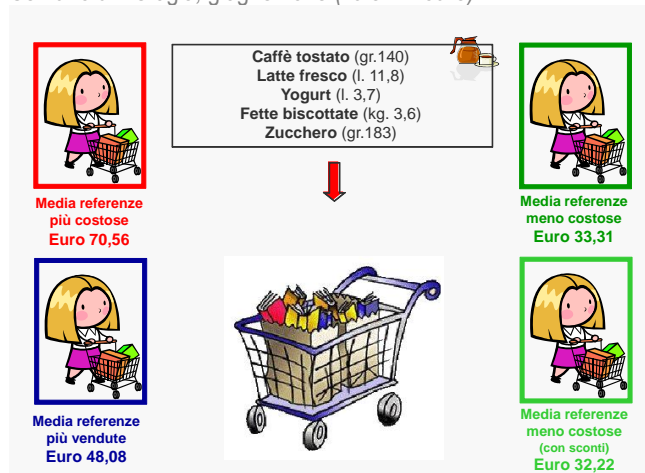 Caffè tostato (gr.140)
Latte fresco (l. 11,8)
Yogurt (l. 3,7)
Fette biscottate (kg. 3,6)
Zucchero (gr.183)
Media referenze
più costose
Euro 70,56
Media referenze
meno costose
Euro 33,31
Media referenze
più vendute
Euro 48,08
Media referenze
meno costose
(con sconti)
Euro 32,22